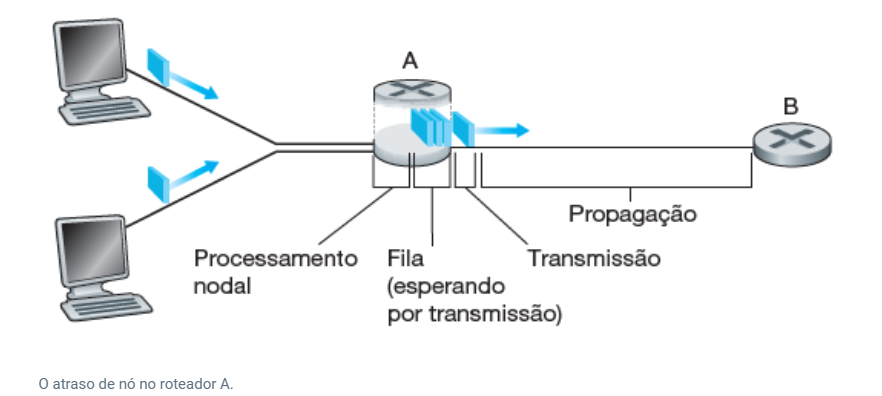 A
B
Propagação
Processamento
nodal
Fila
(esperando
por transmissão)
Transmissão
O atraso de nó no roteador A.